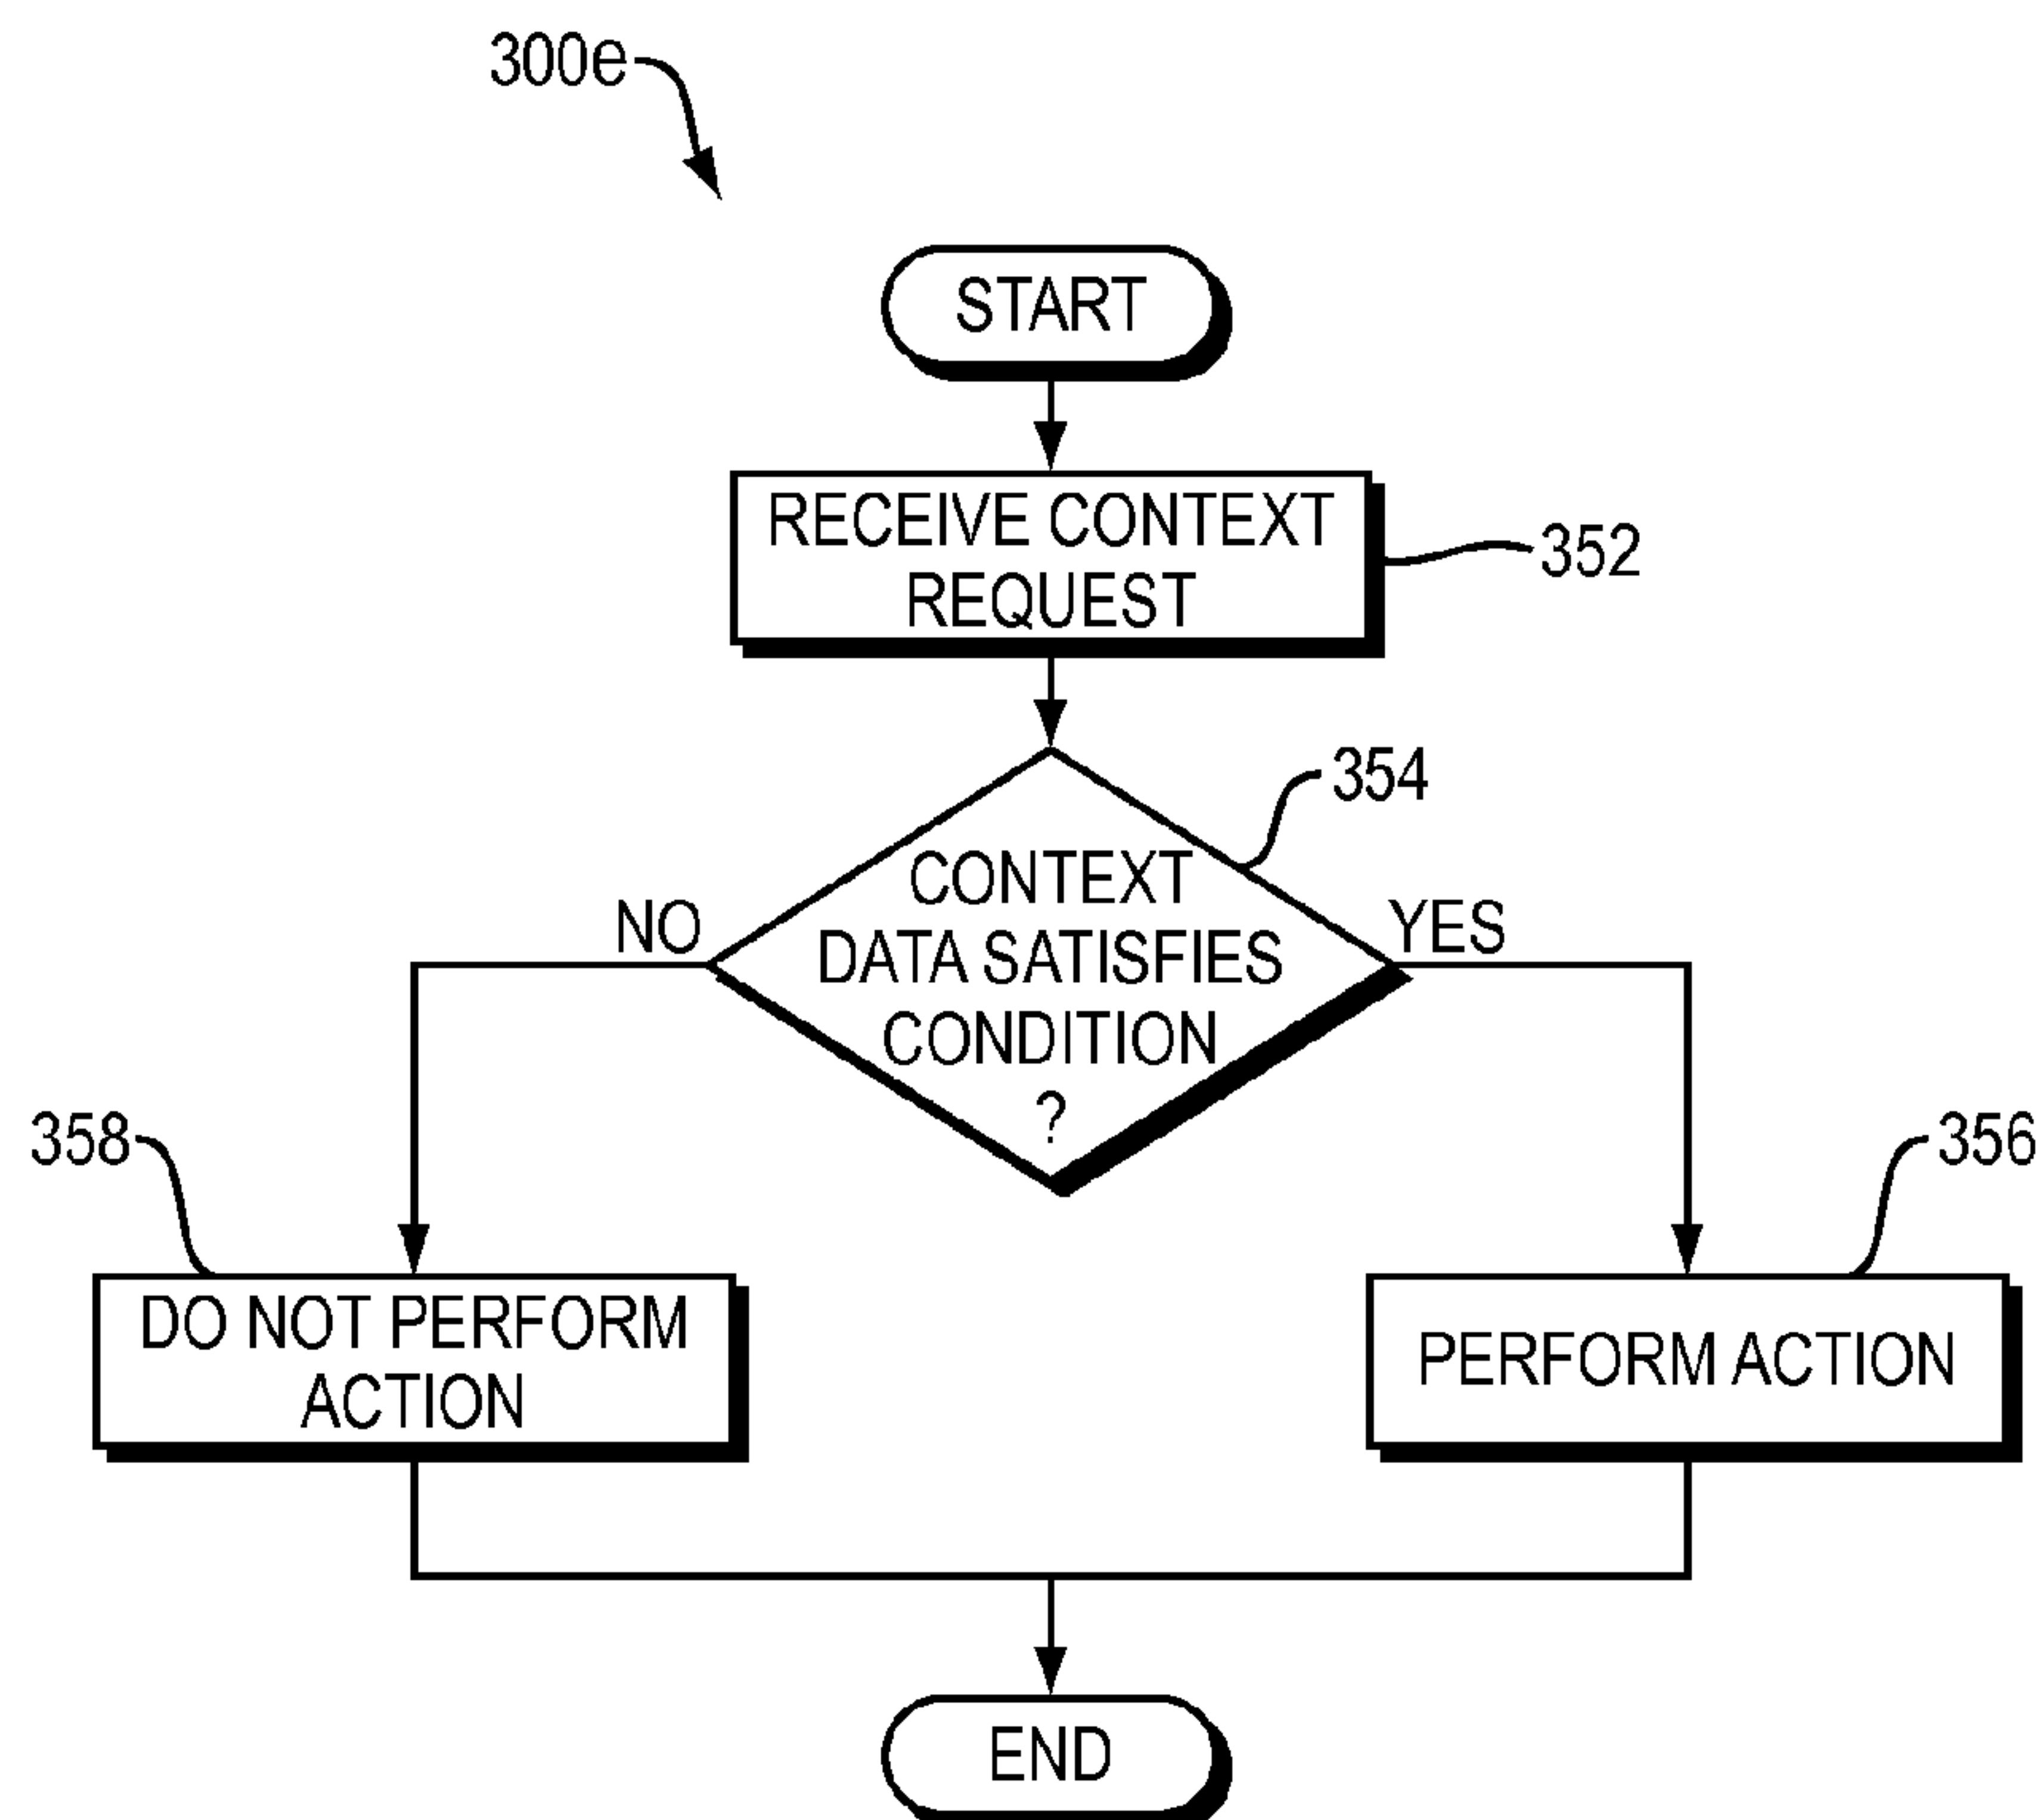 300e
START
RECEIVE CONTEXT
REQUEST
352
354
CONTEXT
DATA SATISFIES
CONDITION
?
NO
YES
358
356
DO NOT PERFORM
ACTION
PERFORM ACTION
END